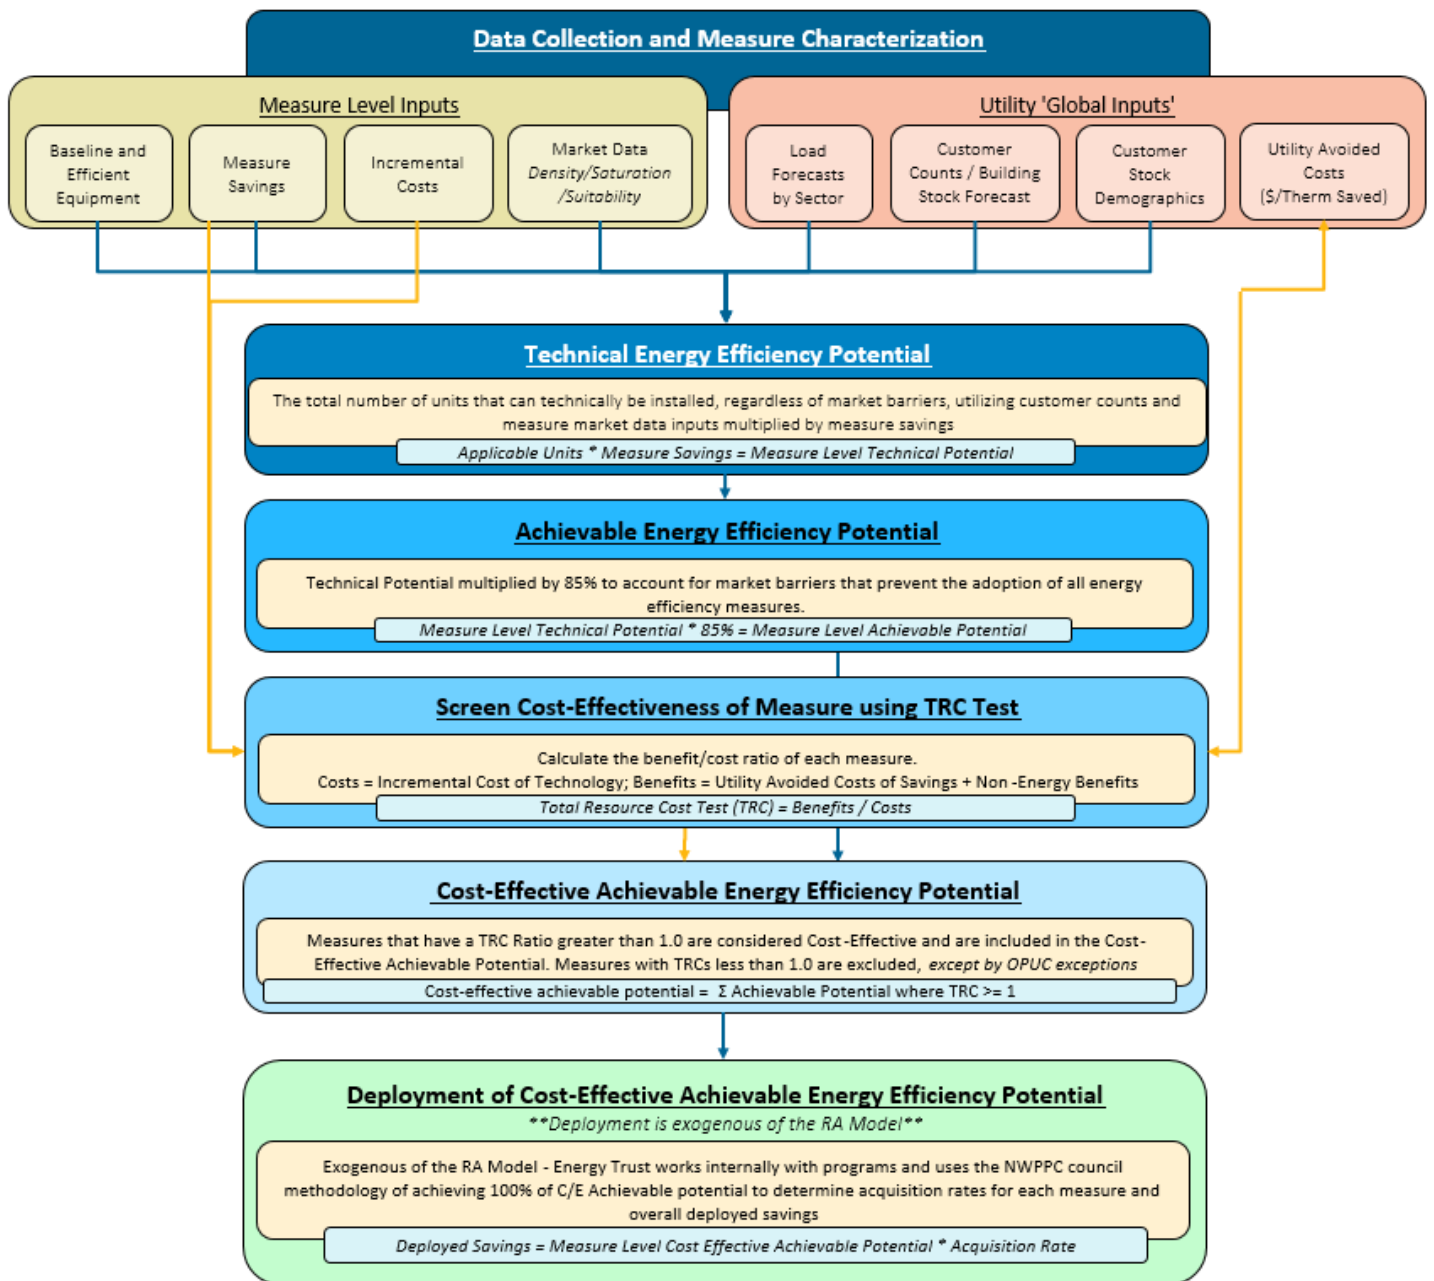 Data Collection and Measure Characterization
Measure Level Inputs
Baseline and
Efficient
Equipment
Measure
Savings
Incremental
Costs
Market Data
Density/Saturation
/Suitability
Utility 'Global Inputs'
Load
Forecasts
by Sector
Customer
Counts / Building
Stock Forecast
Customer
Stock
Demographics
Utility Avoided
Costs
($/Therm Saved)
Technical Energy Efficiency Potential
The total number of units that can technically be installed, regardless of market barriers, utilizing customer counts and
measure market data inputs multiplied by measure savings
Applicable Units * Measure Savings = Measure Level Technical Potential
Achievable Energy Efficiency Potential
Technical Potential multiplied by 85% to account for market barriers that prevent the adoption of all energy
efficiency measures.
Measure Level Technical Potential * 85% = Measure Level Achievable Potential
Screen Cost-Effectiveness of Measure using TRC Test
Calculate the benefit/cost ratio of each measure.
Costs = Incremental Cost of Technology; Benefits = Utility Avoided Costs of Savings + Non -Energy Benefits
Total Resource Cost Test (TRC) = Benefits / Costs
Cost-Effective Achievable Energy Efficiency Potential
Measures that have a TRC Ratio greater than 1.0 are considered Cost -Effective and are included in the Cost-
Effective Achievable Potential. Measures with TRCs less than 1.0 are excluded, except by OPUC exceptions
Cost-effective achievable potential = Σ Achievable Potential where TRC >= 1
Deployment of Cost-Effective Achievable Energy Efficiency Potential
**Deployment is exogenous of the RA Model**
Exogenous of the RA Model - Energy Trust works internally with programs and uses the NWPPC council
methodology of achieving 100% of C/E Achievable potential to determine acquisition rates for each measure and
overall deployed savings
Deployed Savings = Measure Level Cost Effective Achievable Potential * Acquisition Rate